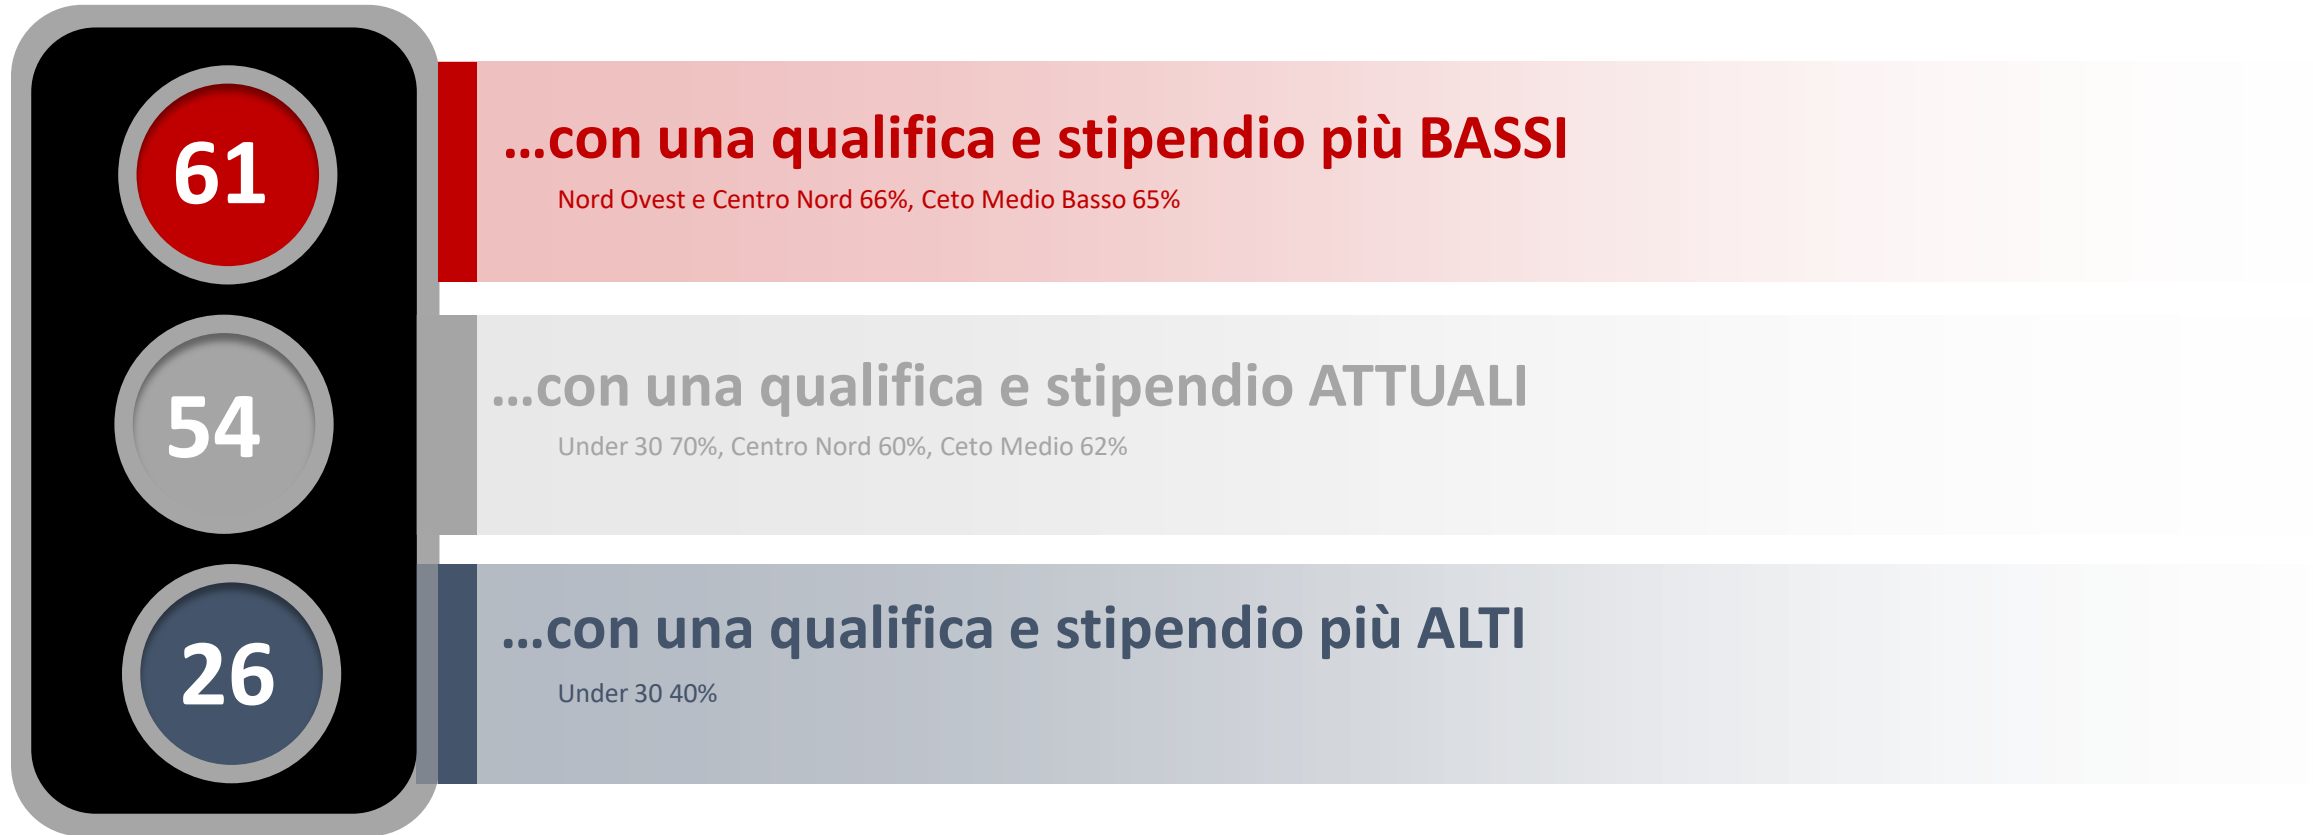 61
...con una qualifica e stipendio più BASSI
Nord Ovest e Centro Nord 66%, Ceto Medio Basso 65%
54
...con una qualifica e stipendio ATTUALI
Under 30 70%, Centro Nord 60%, Ceto Medio 62%
26
...con una qualifica e stipendio più ALTI
Under 30 40%